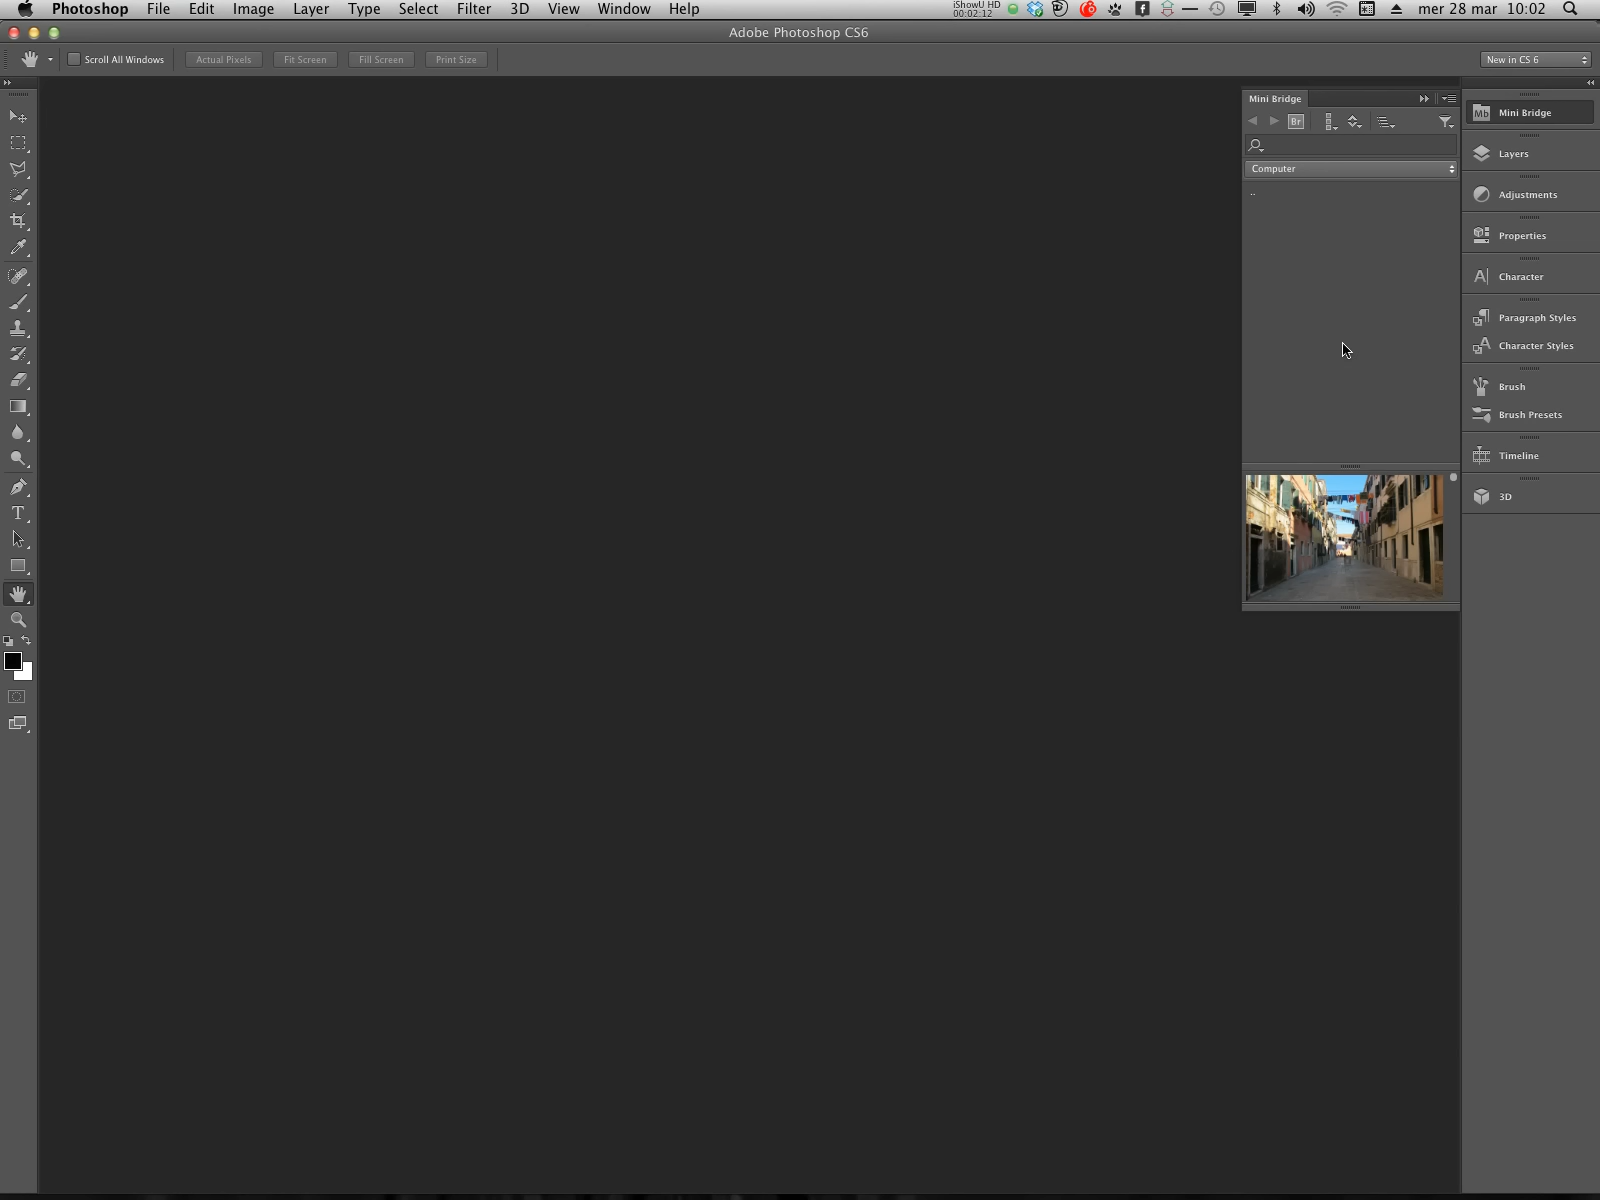 Photoshop File Edit Image Layer Type Select Filter 3D View Window Help
iShowU HD
00:02:12
mer 28 mar 10:02
Adobe Photoshop CS6
Scroll All Windows Actual Pixels Fit Screen Fill Screen Print Size New in CS 6
Mini Bridge
Br
Computer
..
Mb Mini Bridge
Layers
Adjustments
Properties
A Character
Paragraph Styles
A Character Styles
Brush
Brush Presets
Timeline
3D
T